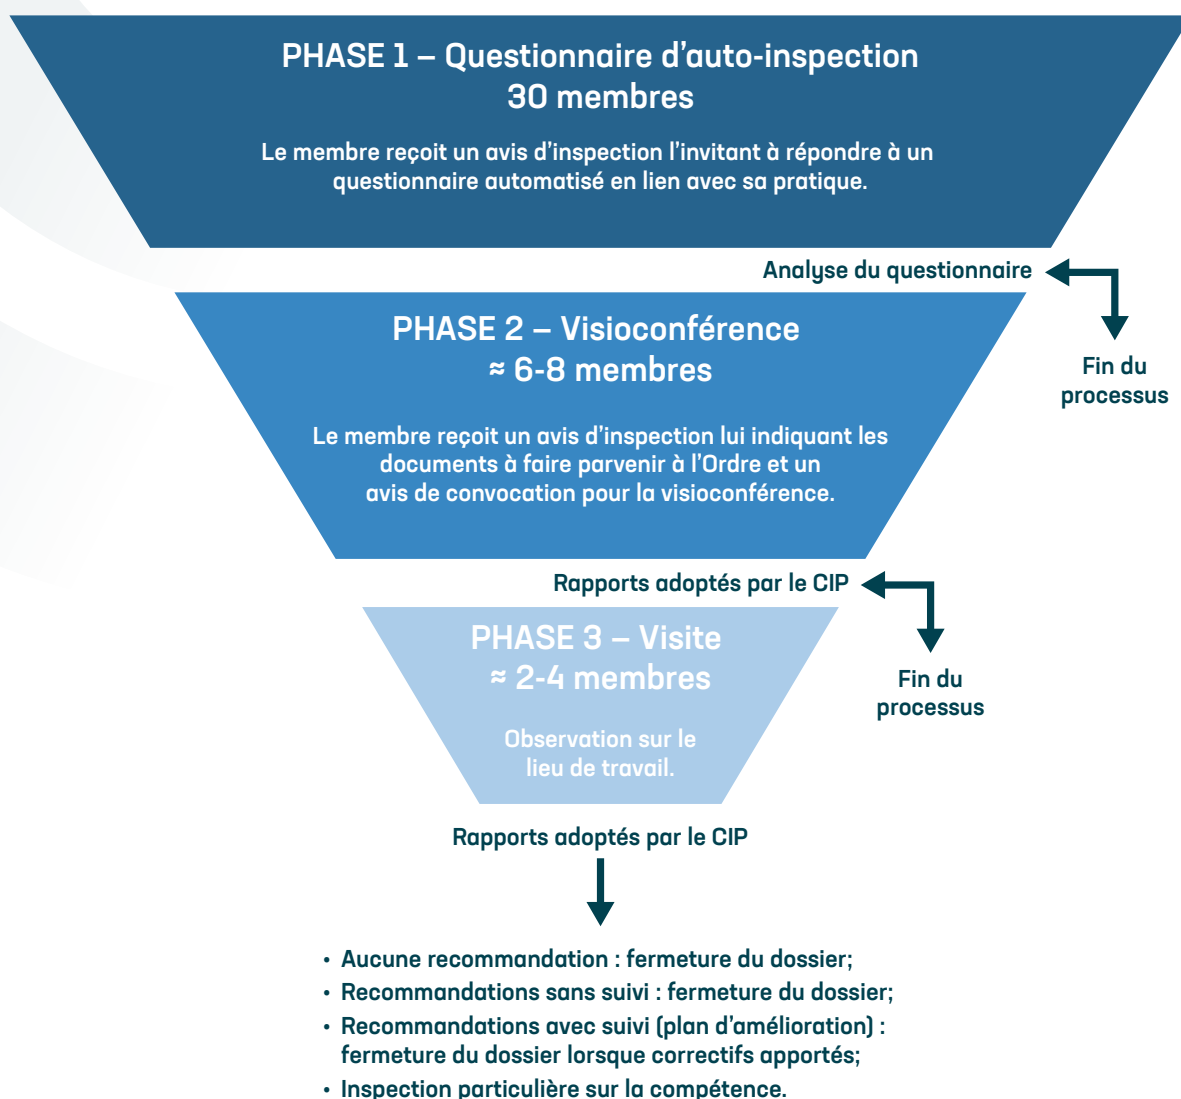 PHASE 1 – Questionnaire d'auto-inspection
30 membres
Le membre reçoit un avis d'inspection l'invitant à répondre à un
questionnaire automatisé en lien avec sa pratique.
Analyse du questionnaire
Fin du
processus
PHASE 2 – Visioconférence
≈ 6-8 membres
Le membre reçoit un avis d'inspection lui indiquant les
documents à faire parvenir à l'Ordre et un
avis de convocation pour la visioconférence.
Rapports adoptés par le CIP
Fin du
processus
PHASE 3 – Visite
≈ 2-4 membres
Observation sur le
lieu de travail.
Rapports adoptés par le CIP
• Aucune recommandation : fermeture du dossier;
• Recommandations sans suivi : fermeture du dossier;
• Recommandations avec suivi (plan d'amélioration) :
fermeture du dossier lorsque correctifs apportés;
• Inspection particulière sur la compétence.